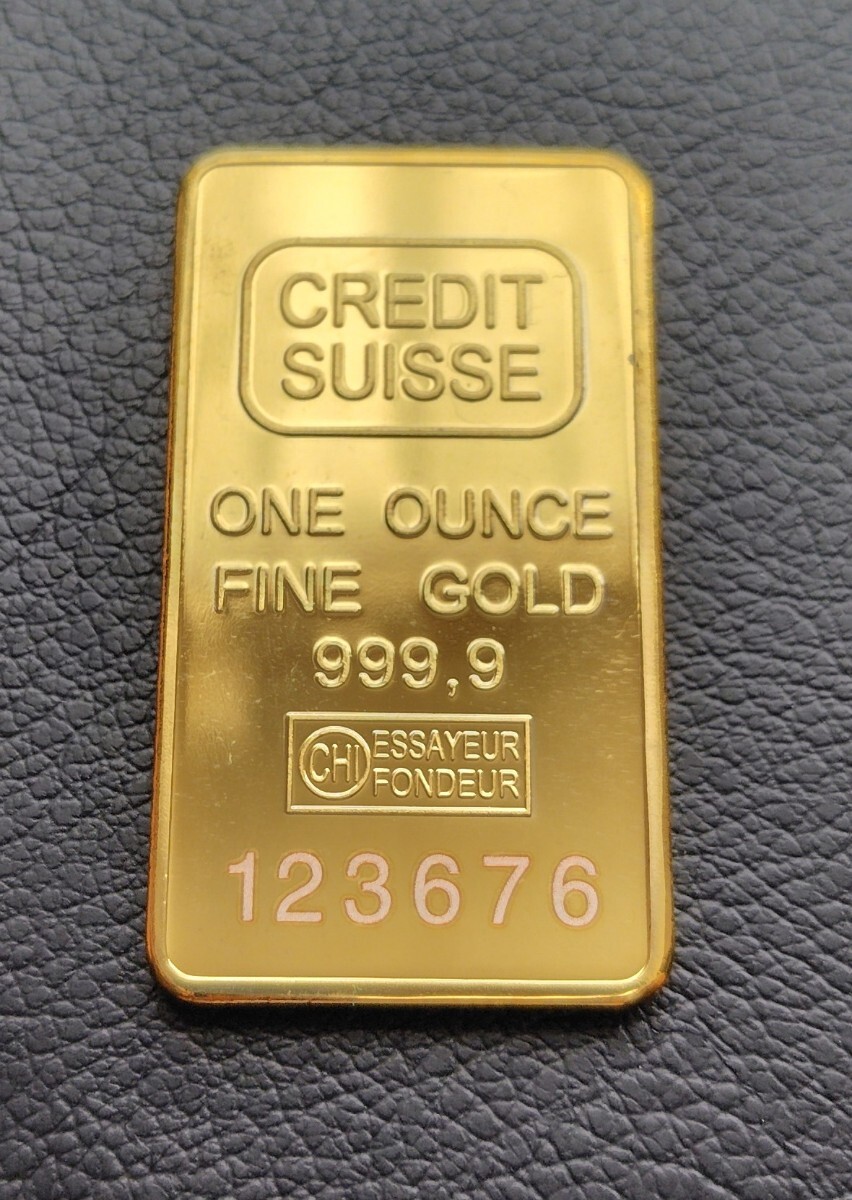 CREDIT
SUISSE
ONE OUNCE
FINE GOLD
999,9
CHI ESSAYEUR
FONDEUR
123676